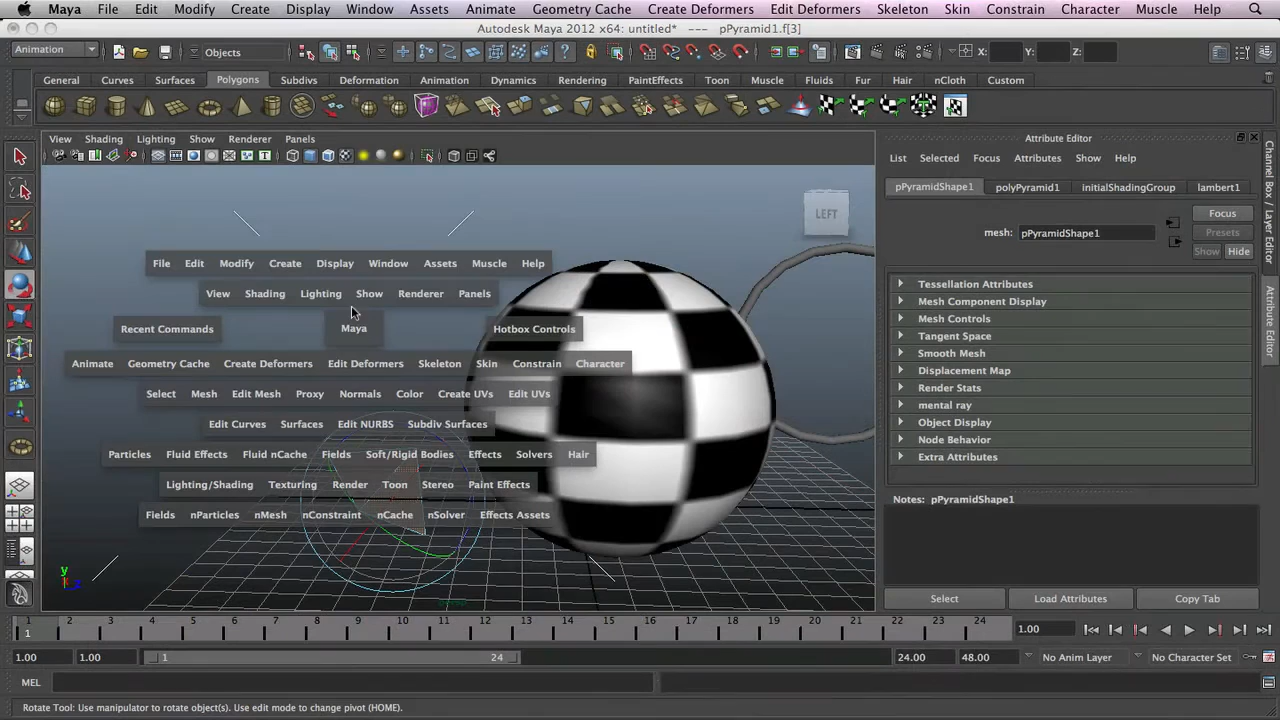 Maya File Edit Modify Create Display Window Assets Animate Geometry Cache Create Deformers Edit Deformers Skeleton Skin Constrain Character Muscle Help
Autodesk Maya 2012 x64: untitled* --- pPyramid1.f[3]
Animation Objects X: Y: Z:
General Curves Surfaces Polygons Subdivs Deformation Animation Dynamics Rendering PaintEffects Toon Muscle Fluids Fur Hair nCloth Custom
View Shading Lighting Show Renderer Panels
Attribute Editor
List Selected Focus Attributes Show Help
pPyramidShape1 polyPyramid1 initialShadingGroup lambert1
Focus
mesh: pPyramidShape1
Presets
Show Hide
LEFT
File Edit Modify Create Display Window Assets Muscle Help
View Shading Lighting Show Renderer Panels
Recent Commands Maya Hotbox Controls
Animate Geometry Cache Create Deformers Edit Deformers Skeleton Skin Constrain Character
Select Mesh Edit Mesh Proxy Normals Color Create UVs Edit UVs
Edit Curves Surfaces Edit NURBS Subdiv Surfaces
Particles Fluid Effects Fluid nCache Fields Soft/Rigid Bodies Effects Solvers Hair
Lighting/Shading Texturing Render Toon Stereo Paint Effects
Fields nParticles nMesh nConstraint nCache nSolver Effects Assets
Tessellation Attributes
Mesh Component Display
Mesh Controls
Tangent Space
Smooth Mesh
Displacement Map
Render Stats
mental ray
Object Display
Node Behavior
Extra Attributes
Notes: pPyramidShape1
Select Load Attributes Copy Tab
Channel Box / Layer Editor
Attribute Editor
y
1 2 3 4 5 6 7 8 9 10 11 12 13 14 15 16 17 18 19 20 21 22 23 24
1 1.00
1.00 1.00 1 24 24.00 48.00 No Anim Layer No Character Set
MEL
Rotate Tool: Use manipulator to rotate object(s). Use edit mode to change pivot (HOME).